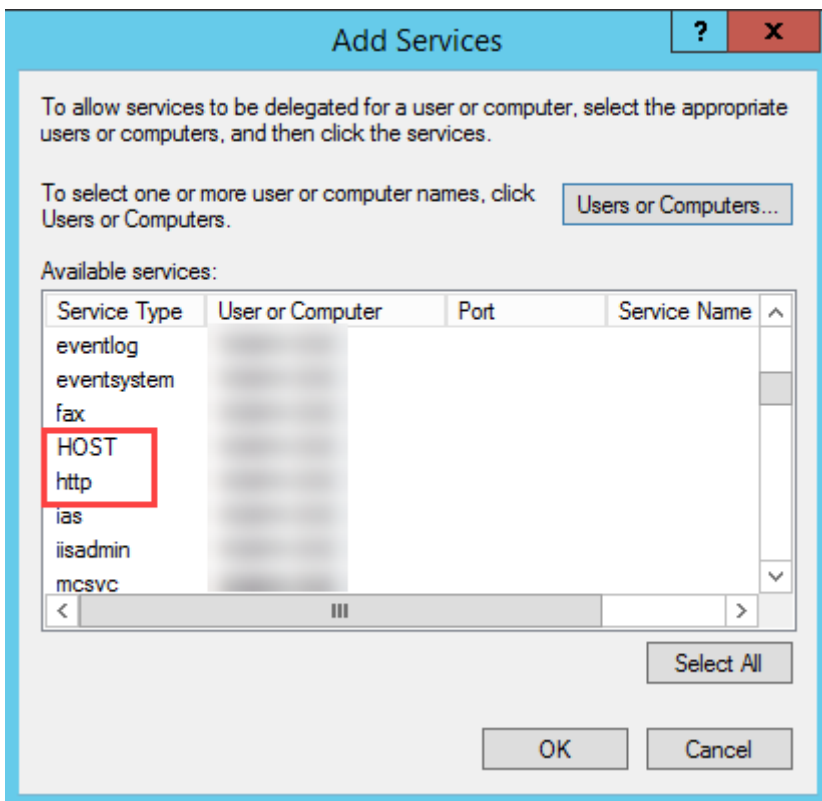 Add Services
?
x
To allow services to be delegated for a user or computer, select the appropriate
users or computers, and then click the services.
To select one or more user or computer names, click
Users or Computers.
Users or Computers...
Available services:
Service Type User or Computer Port Service Name
eventlog
eventsystem
fax
HOST
http
ias
iisadmin
mcsvc
Select All
OK Cancel